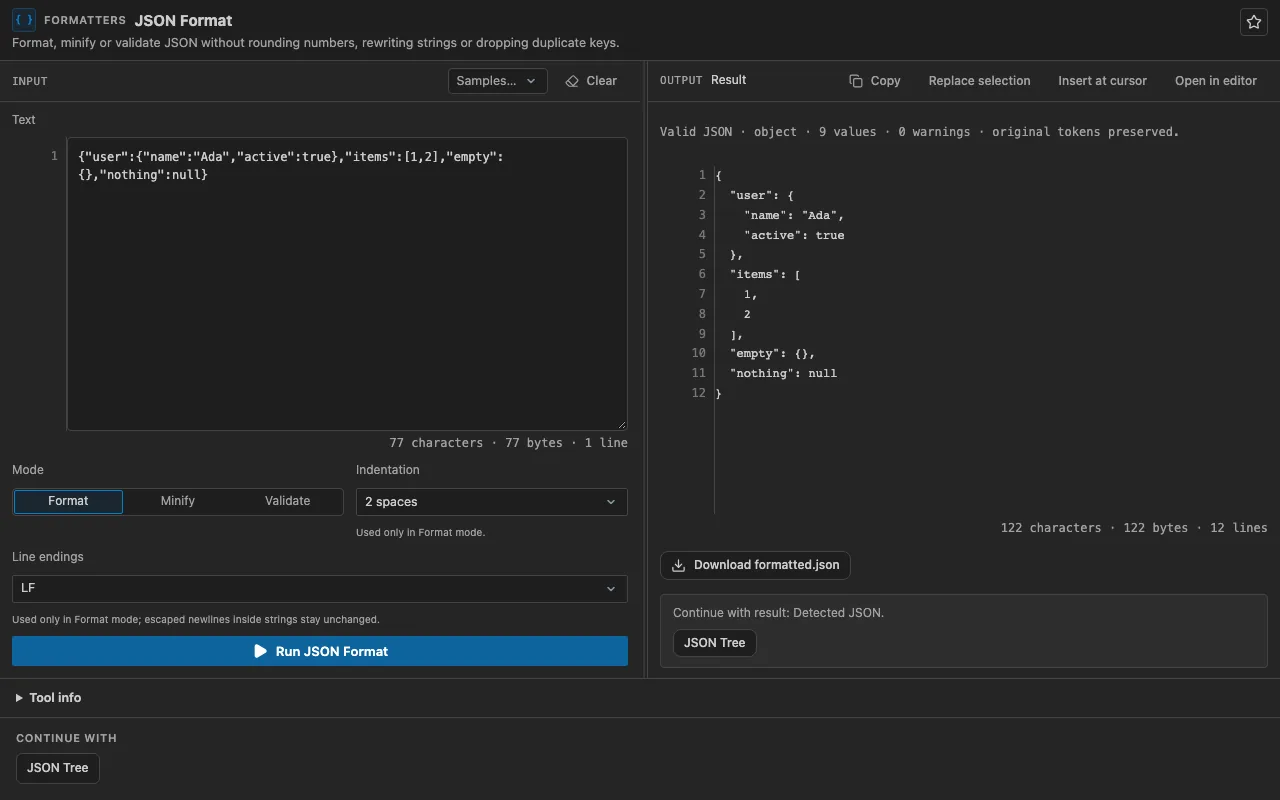 { } FORMATTERS JSON Format
Format, minify or validate JSON without rounding numbers, rewriting strings or dropping duplicate keys.
INPUT
Samples...
Clear
Text
1
{"user":{"name":"Ada","active":true},"items":[1,2],"empty":
{},"nothing":null}
77 characters · 77 bytes · 1 line
Mode
Format
Minify
Validate
Indentation
2 spaces
Used only in Format mode.
Line endings
LF
Used only in Format mode; escaped newlines inside strings stay unchanged.
Run JSON Format
OUTPUT Result
Copy
Replace selection
Insert at cursor
Open in editor
Valid JSON · object · 9 values · 0 warnings · original tokens preserved.
1 {
2   "user": {
3     "name": "Ada",
4     "active": true
5   },
6   "items": [
7     1,
8     2
9   ],
10   "empty": {},
11   "nothing": null
12 }
122 characters · 122 bytes · 12 lines
Download formatted.json
Continue with result: Detected JSON.
JSON Tree
Tool info
CONTINUE WITH
JSON Tree